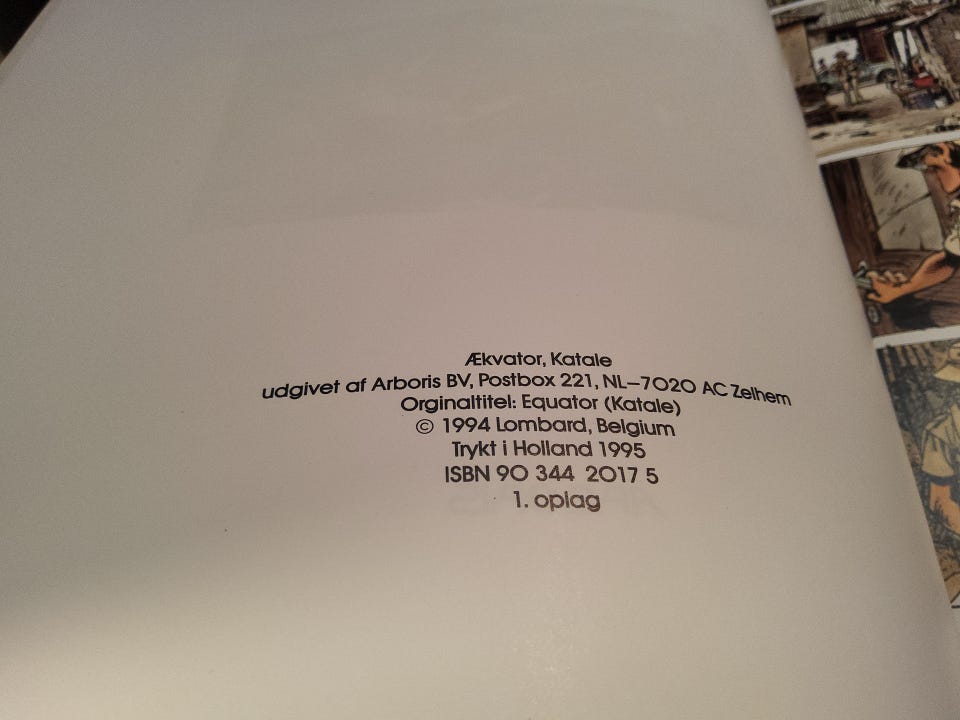 Ækvator, Katale
udgivet af Arboris BV, Postbox 221, NL-7020 AC Zelhem
Orginaltitel: Equator (Katale)
© 1994 Lombard, Belgium
Trykt i Holland 1995
ISBN 90 344 2017 5
1. oplag